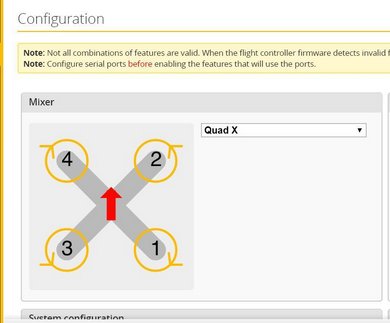 Configuration
Note: Not all combinations of features are valid. When the flight controller firmware detects invalid
Note: Configure serial ports before enabling the features that will use the ports.
Mixer
Quad X
4
2
3
1
System configuration